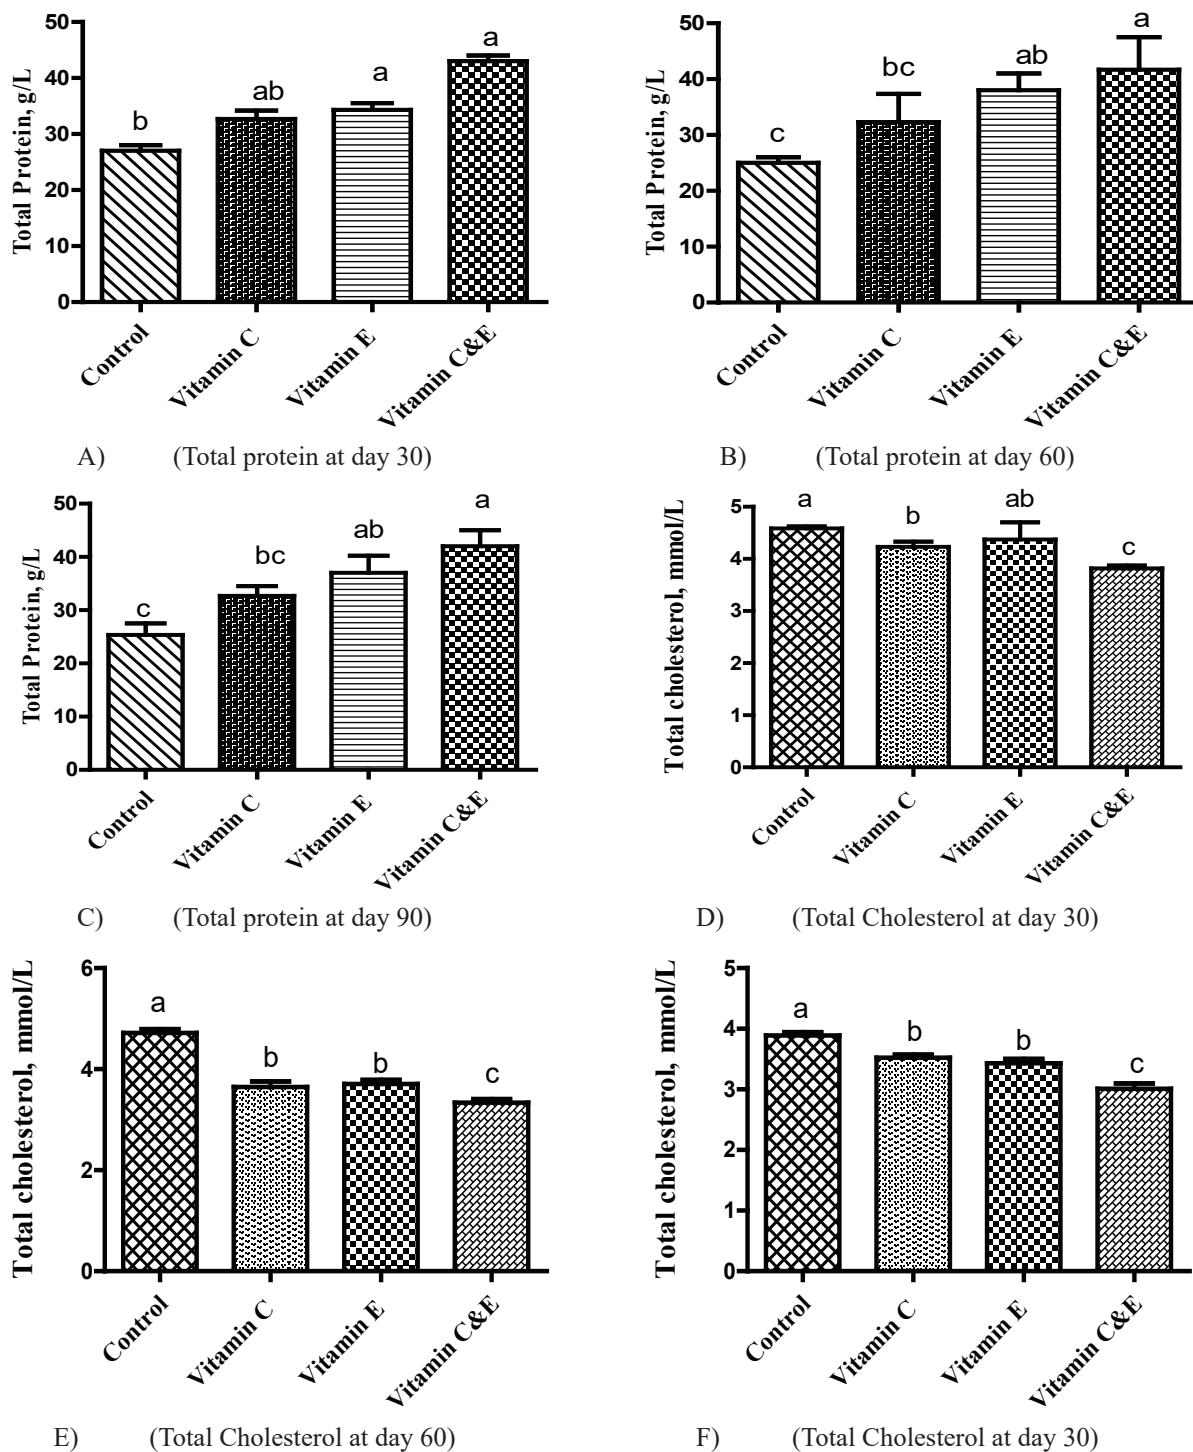 50
40
30
20
10
0
Total Protein, g/L
b
ab
a
a
Control
Vitamin C
Vitamin E
Vitamin C&E
A) (Total protein at day 30)
50
40
30
20
10
0
Total Protein, g/L
c
bc
ab
a
Control
Vitamin C
Vitamin E
Vitamin C&E
B) (Total protein at day 60)
50
40
30
20
10
0
Total Protein, g/L
c
bc
ab
a
Control
Vitamin C
Vitamin E
Vitamin C&E
C) (Total protein at day 90)
5
4
3
2
1
0
Total cholesterol, mmol/L
a
b
ab
c
Control
Vitamin C
Vitamin E
Vitamin C&E
D) (Total Cholesterol at day 30)
6
4
2
0
Total cholesterol, mmol/L
a
b
b
c
Control
Vitamin C
Vitamin E
Vitamin C&E
E) (Total Cholesterol at day 60)
5
4
3
2
1
0
Total cholesterol, mmol/L
a
b
b
c
Control
Vitamin C
Vitamin E
Vitamin C&E
F) (Total Cholesterol at day 30)